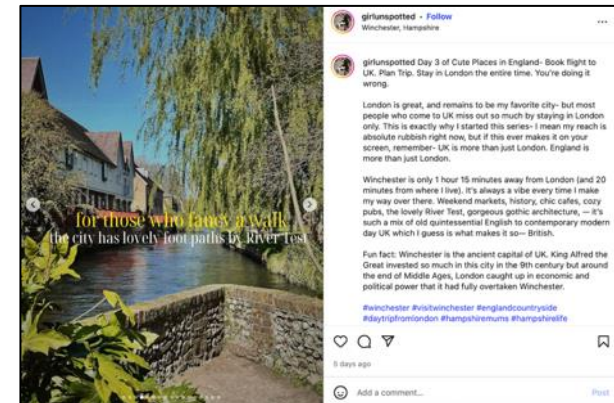 for those who fancy a walk
the city has lovely foot paths by River Test
girlunspotted • Follow
Winchester, Hampshire
girlunspotted Day 3 of Cute Places in England- Book flight to
UK. Plan Trip. Stay in London the entire time. You're doing it
wrong.
London is great, and remains to be my favorite city- but most
people who come to UK miss out so much by staying in London
only. This is exactly why I started this series- I mean my reach is
absolute rubbish right now, but if this ever makes it on your
screen, remember- UK is more than just London. England is
more than just London.
Winchester is only 1 hour 15 minutes away from London (and 20
minutes from where I live). It's always a vibe every time I make
my way over there. Weekend markets, history, chic cafes, cozy
pubs, the lovely River Test, gorgeous gothic architecture, — it's
such a mix of old quintessential English to contemporary modern
day UK which I guess is what makes it so— British.
Fun fact: Winchester is the ancient capital of UK. King Alfred the
Great invested so much in this city in the 9th century but around
the end of Middle Ages, London caught up in economic and
political power that it had fully overtaken Winchester.
#winchester #visitwinchester #englandcountryside
#daytripfromlondon #hampshiremums #hampshirelife
5 days ago
Add a comment...
Post